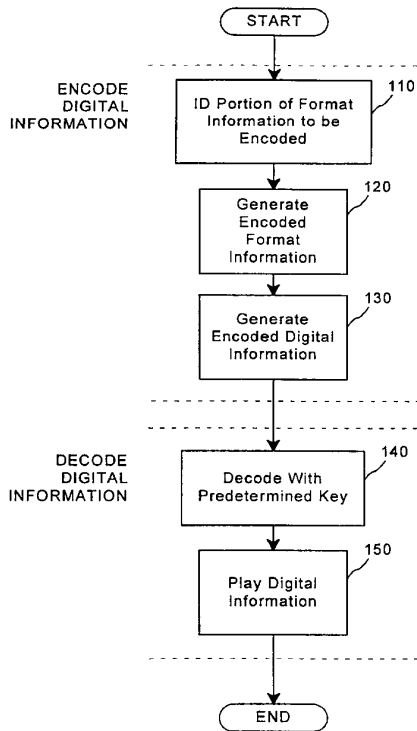 START
ENCODE
DIGITAL
INFORMATION
110
ID Portion of Format
Information to be
Encoded
120
Generate
Encoded
Format
Information
130
Generate
Encoded Digital
Information
DECODE
DIGITAL
INFORMATION
140
Decode With
Predetermined Key
150
Play Digital
Information
END